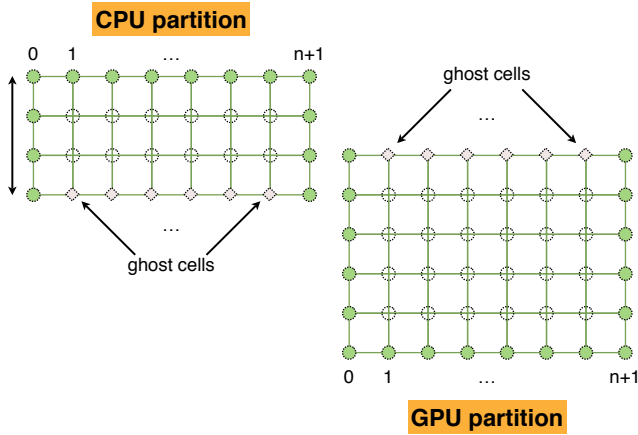 CPU partition
0 1 … n+1
ghost cells
…
…
ghost cells
0 1 … n+1
GPU partition